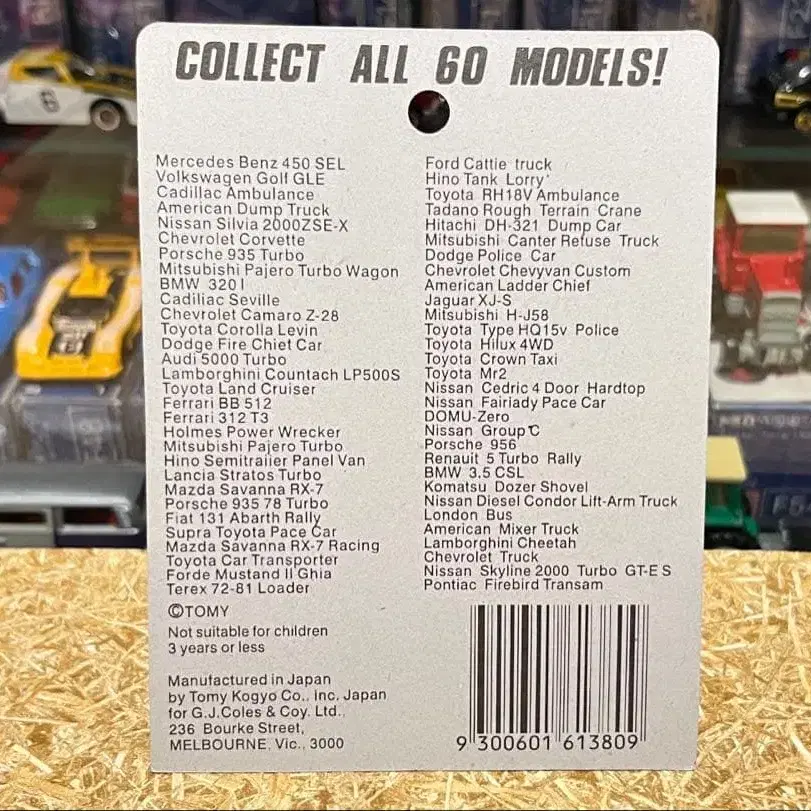 COLLECT ALL 60 MODELS!
Mercedes Benz 450 SEL
Volkswagen Golf GLE
Cadillac Ambulance
American Dump Truck
Nissan Silvia 2000ZSE-X
Chevrolet Corvette
Porsche 935 Turbo
Mitsubishi Pajero Turbo Wagon
BMW 320 I
Cadiliac Seville
Chevrolet Camaro Z-28
Toyota Corolla Levin
Dodge Fire Chiet Car
Audi 5000 Turbo
Lamborghini Countach LP500S
Toyota Land Cruiser
Ferrari BB 512
Ferrari 312 T3
Holmes Power Wrecker
Mitsubishi Pajero Turbo
Hino Semitralier Panel Van
Lancia Stratos Turbo
Mazda Savanna RX-7
Porsche 935 78 Turbo
Fiat 131 Abarth Rally
Supra Toyota Pace Car
Mazda Savanna RX-7 Racing
Toyota Car Transporter
Forde Mustand II Ghia
Terex 72-81 Loader
Ford Cattie truck
Hino Tank Lorry
Toyota RH18V Ambulance
Tadano Rough Terrain Crane
Hitachi DH-321 Dump Car
Mitsubishi Canter Refuse Truck
Dodge Police Car
Chevrolet Chevyvan Custom
American Ladder Chief
Jaguar XJ-S
Mitsubishi H-J58
Toyota Type HQ15v Police
Toyota Hilux 4WD
Toyota Crown Taxi
Toyota Mr2
Nissan Cedric 4 Door Hardtop
Nissan Fairiady Pace Car
DOMU-Zero
Nissan Group℃
Porsche 956
Renauit 5 Turbo Rally
BMW 3.5 CSL
Komatsu Dozer Shovel
Nissan Diesel Condor Lift-Arm Truck
London Bus
American Mixer Truck
Lamborghini Cheetah
Chevrolet Truck
Nissan Skyline 2000 Turbo GT-E S
Pontiac Firebird Transam
©TOMY
Not suitable for children
3 years or less
Manufactured in Japan
by Tomy Kogyo Co., Inc. Japan
for G.J.Coles & Coy. Ltd.,
236 Bourke Street,
MELBOURNE, Vic., 3000
9 300601 613809